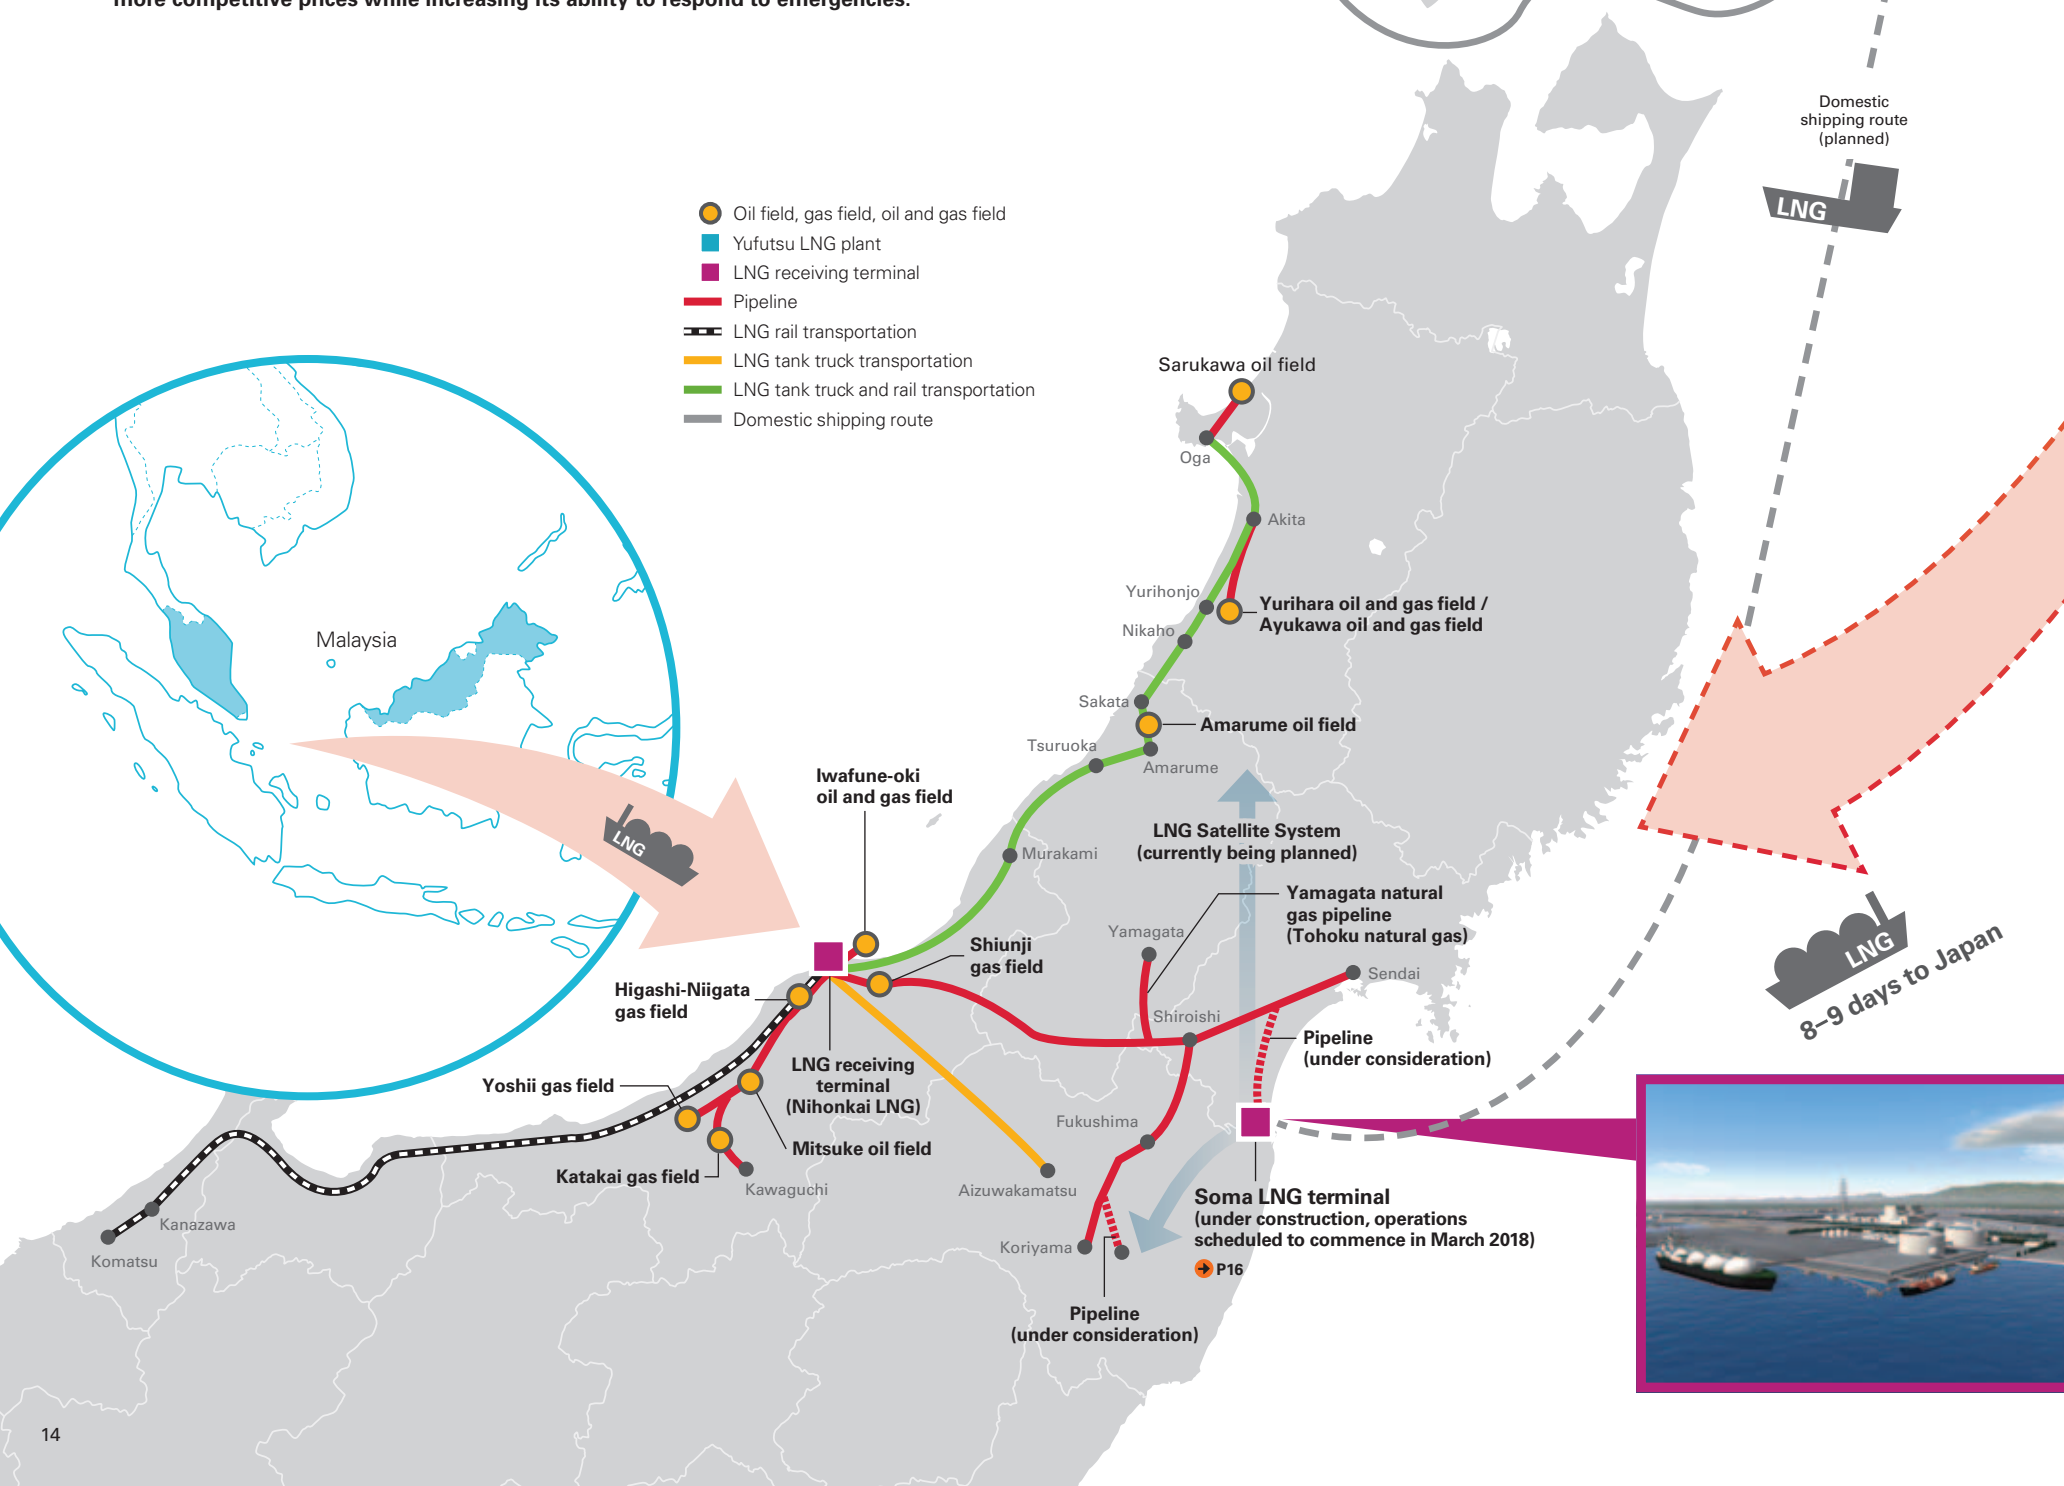 more competitive prices while increasing its ability to respond to emergencies.
Domestic
shipping route
(planned)
LNG
Oil field, gas field, oil and gas field
Yufutsu LNG plant
LNG receiving terminal
Pipeline
LNG rail transportation
LNG tank truck transportation
LNG tank truck and rail transportation
Domestic shipping route
Sarukawa oil field
Oga
Akita
Yurihonjo
Yurihara oil and gas field /
Ayukawa oil and gas field
Nikaho
Malaysia
Sakata
Amarume oil field
Tsuruoka
Amarume
Iwafune-oki
oil and gas field
LNG
LNG Satellite System
(currently being planned)
Murakami
Yamagata natural
gas pipeline
(Tohoku natural gas)
Yamagata
Shiunji
gas field
Sendai
LNG
8–9 days to Japan
Higashi-Niigata
gas field
Shiroishi
Pipeline
(under consideration)
LNG receiving
terminal
(Nihonkai LNG)
Yoshii gas field
Fukushima
Mitsuke oil field
Katakai gas field
Kawaguchi
Aizuwakamatsu
Soma LNG terminal
(under construction, operations
scheduled to commence in March 2018)
P16
Kanazawa
Komatsu
Koriyama
Pipeline
(under consideration)
14